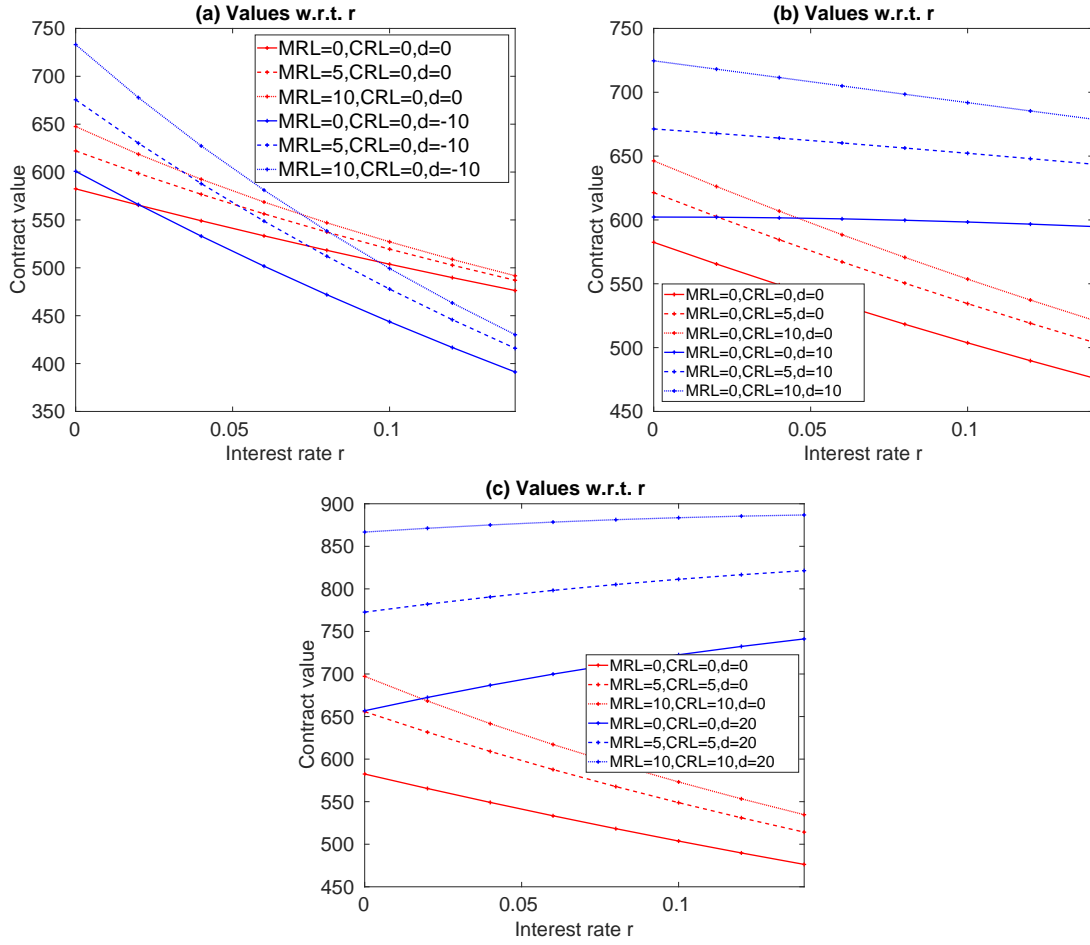 (a) Values w.r.t. r
750
700
650
600
550
500
450
400
350
Contract value
0
0.05
0.1
Interest rate r
MRL=0,CRL=0,d=0
MRL=5,CRL=0,d=0
MRL=10,CRL=0,d=0
MRL=0,CRL=0,d=-10
MRL=5,CRL=0,d=-10
MRL=10,CRL=0,d=-10
(b) Values w.r.t. r
750
700
650
600
550
500
450
Contract value
0
0.05
0.1
Interest rate r
MRL=0,CRL=0,d=0
MRL=0,CRL=5,d=0
MRL=0,CRL=10,d=0
MRL=0,CRL=0,d=10
MRL=0,CRL=5,d=10
MRL=0,CRL=10,d=10
(c) Values w.r.t. r
900
850
800
750
700
650
600
550
500
450
Contract value
0
0.05
0.1
Interest rate r
MRL=0,CRL=0,d=0
MRL=5,CRL=5,d=0
MRL=10,CRL=10,d=0
MRL=0,CRL=0,d=20
MRL=5,CRL=5,d=20
MRL=10,CRL=10,d=20